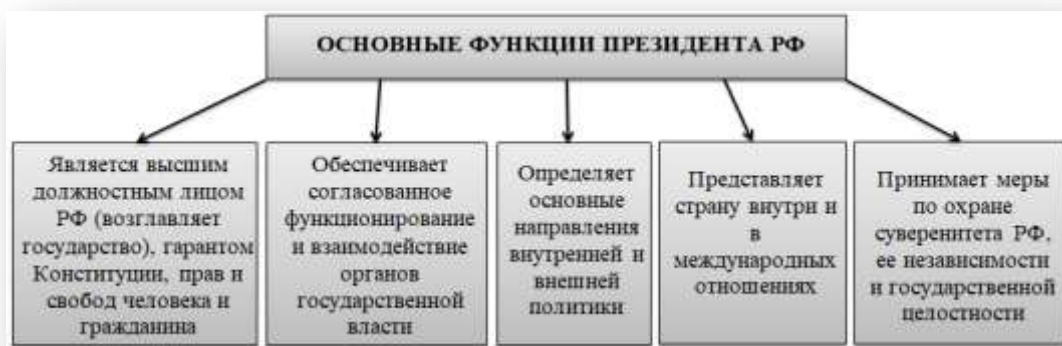 ОСНОВНЫЕ ФУНКЦИИ ПРЕЗИДЕНТА РФ
Является высшим
должностным лицом
РФ (возглавляет
государство), гарантом
Конституции, прав и
свобод человека и
гражданина
Обеспечивает
согласованное
функционирование
и взаимодействие
органов
государственной
власти
Определяет
основные
направления
внутренней и
внешней
политики
Представляет
страну внутри и
в
международных
отношениях
Принимает меры
по охране
суверенитета РФ,
ее независимости
и государственной
целостности